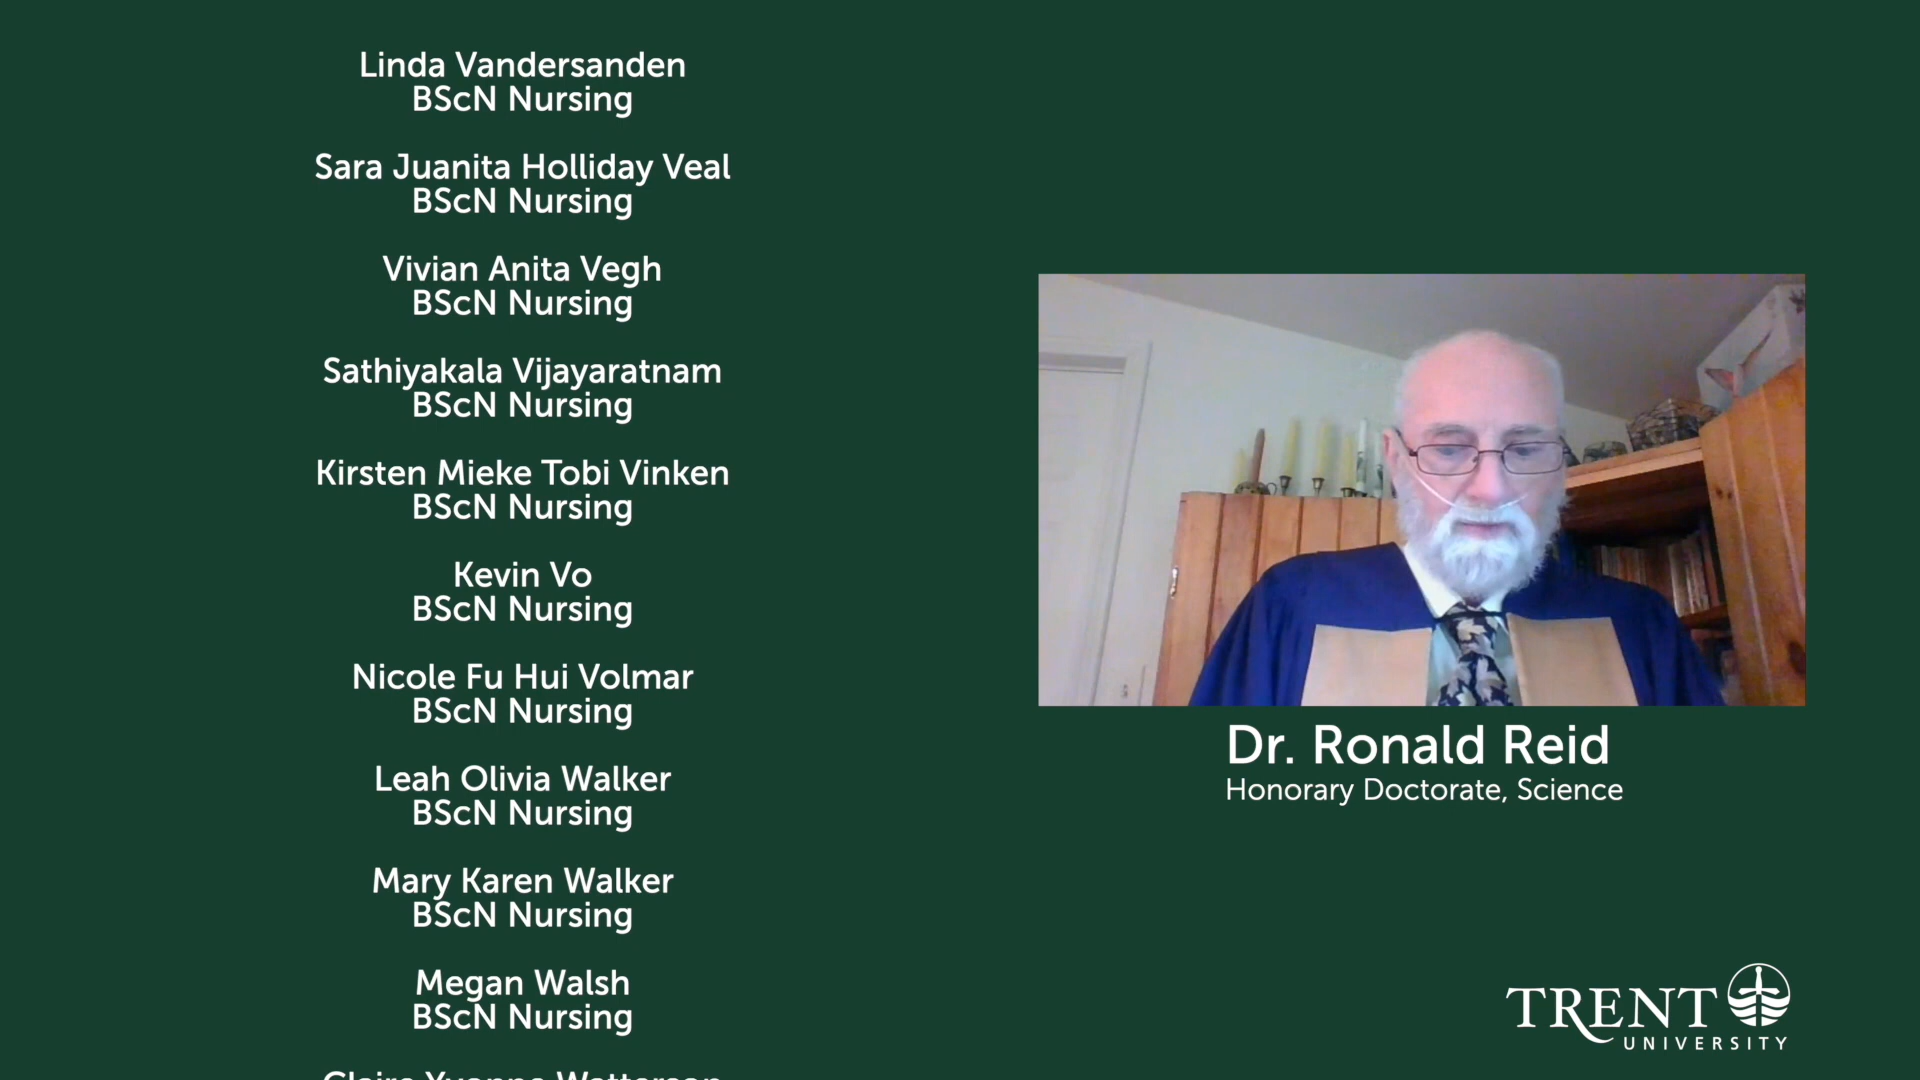 Linda Vandersanden
BScN Nursing
Sara Juanita Holliday Veal
BScN Nursing
Vivian Anita Vegh
BScN Nursing
Sathiyakala Vijayaratnam
BScN Nursing
Kirsten Mieke Tobi Vinken
BScN Nursing
Kevin Vo
BScN Nursing
Nicole Fu Hui Volmar
BScN Nursing
Leah Olivia Walker
BScN Nursing
Mary Karen Walker
BScN Nursing
Megan Walsh
BScN Nursing
Dr. Ronald Reid
Honorary Doctorate, Science
TRENT
UNIVERSITY